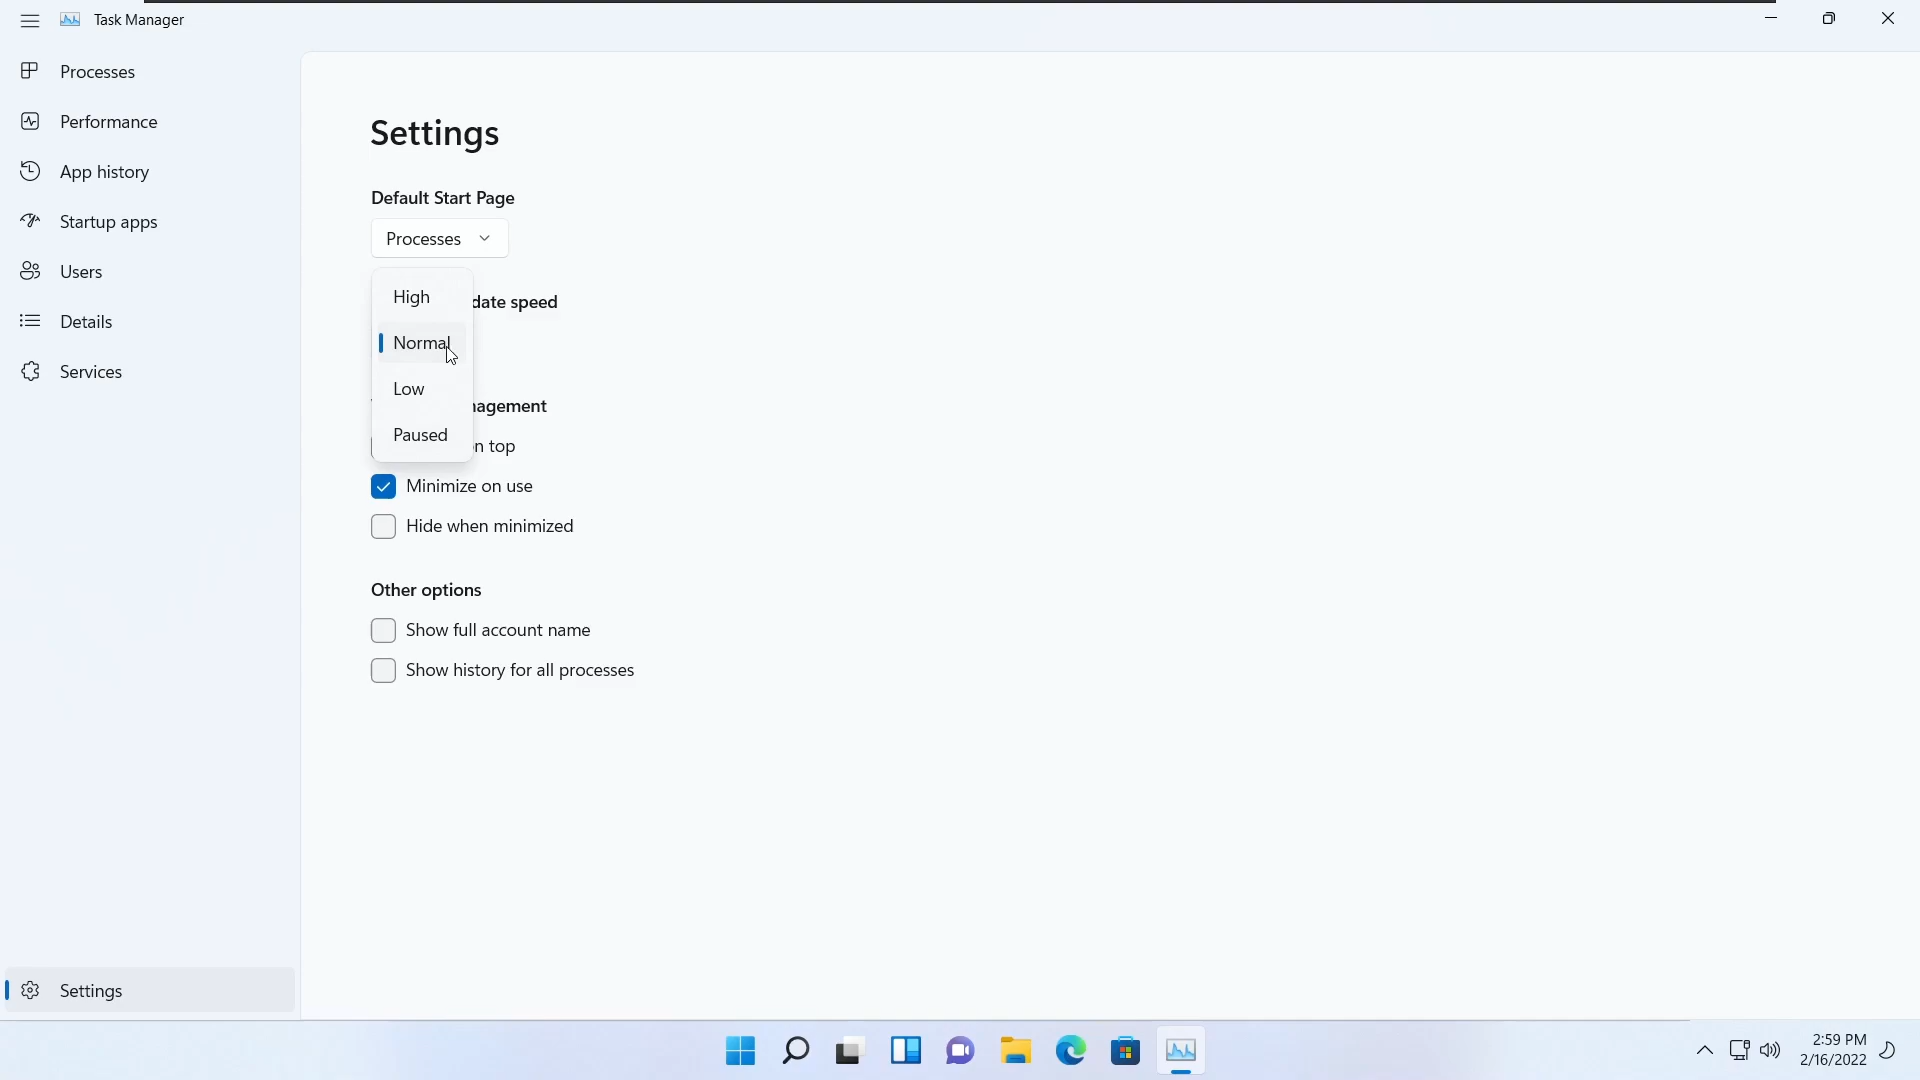 Task Manager
Processes
Performance
App history
Startup apps
Users
Details
Services
Settings
Settings
Default Start Page
Processes
High
date speed
Normal
Low
agement
Paused
n top
Minimize on use
Hide when minimized
Other options
Show full account name
Show history for all processes
2:59 PM
2/16/2022